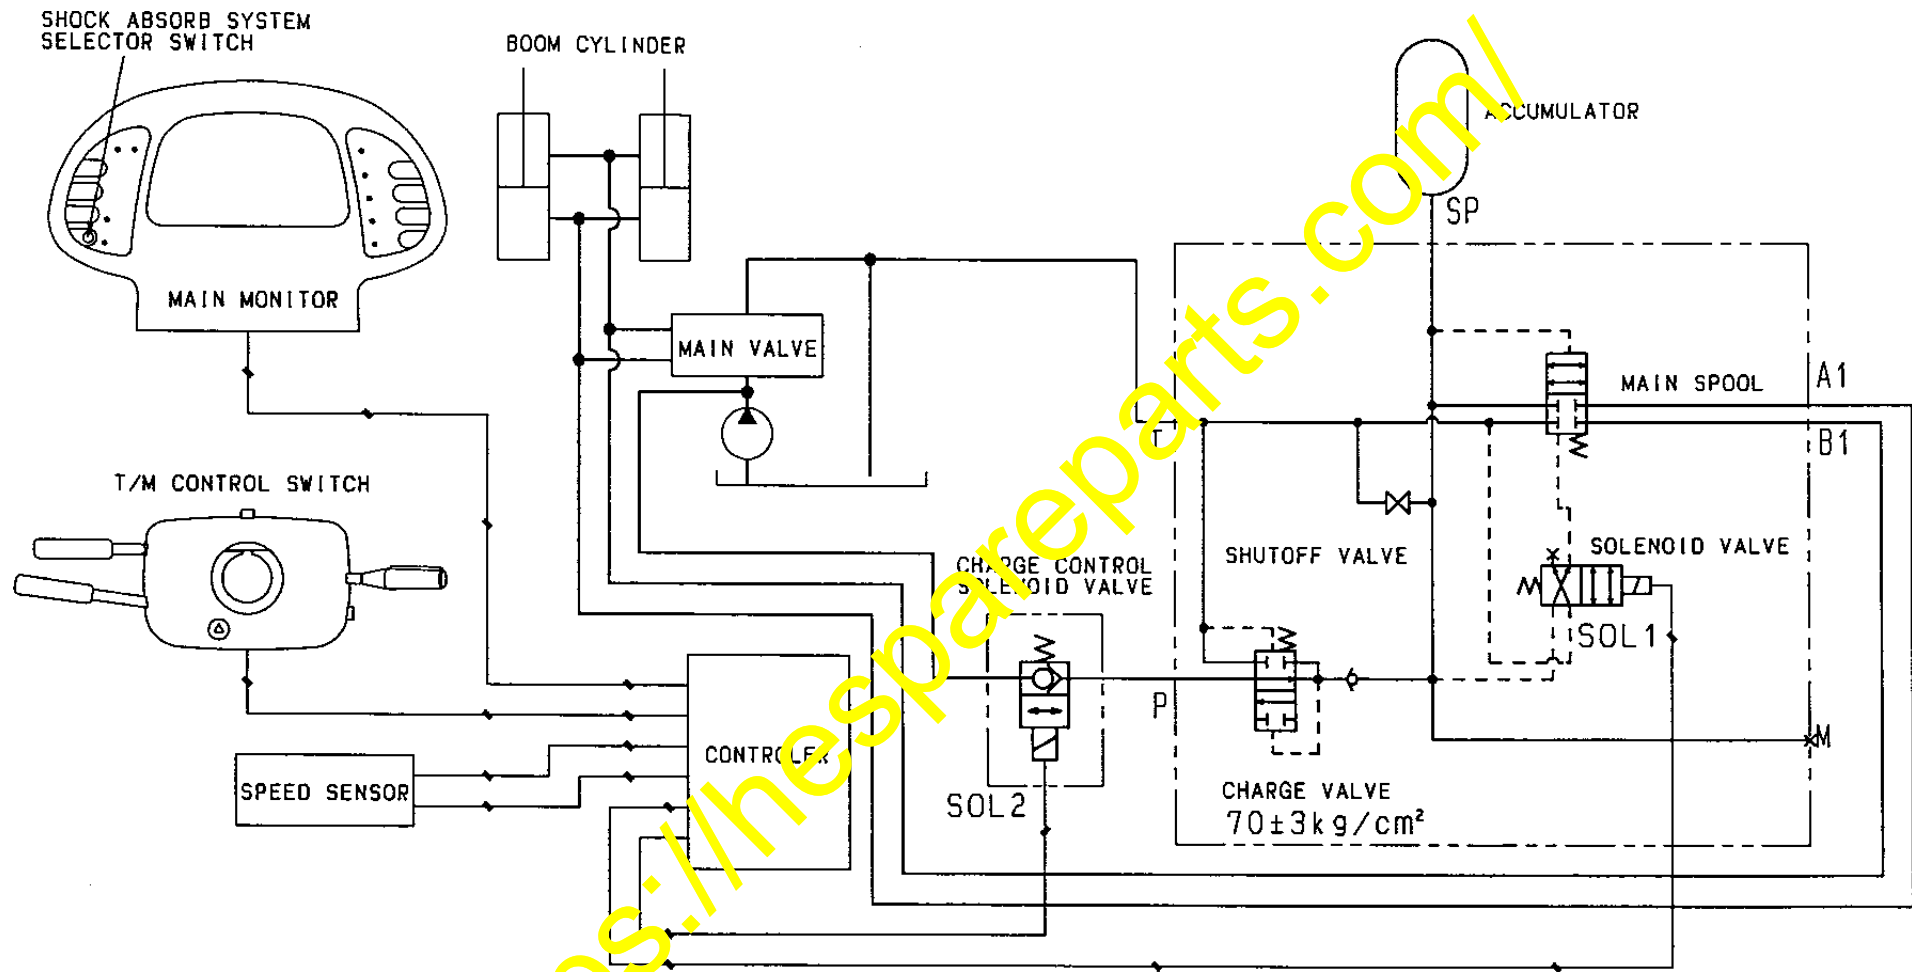 SHOCK ABSORB SYSTEM
SELECTOR SWITCH
BOOM CYLINDER
ACCUMULATOR
SP
MAIN MONITOR
MAIN VALVE
MAIN SPOOL
A1
B1
T
T/M CONTROL SWITCH
CHARGE CONTROL
SOLENOID VALVE
SHUTOFF VALVE
SOLENOID VALVE
SOL1
P
M
CONTROLER
SPEED SENSOR
SOL2
CHARGE VALVE
70±3kg/cm²
ps://hespareparts.com/